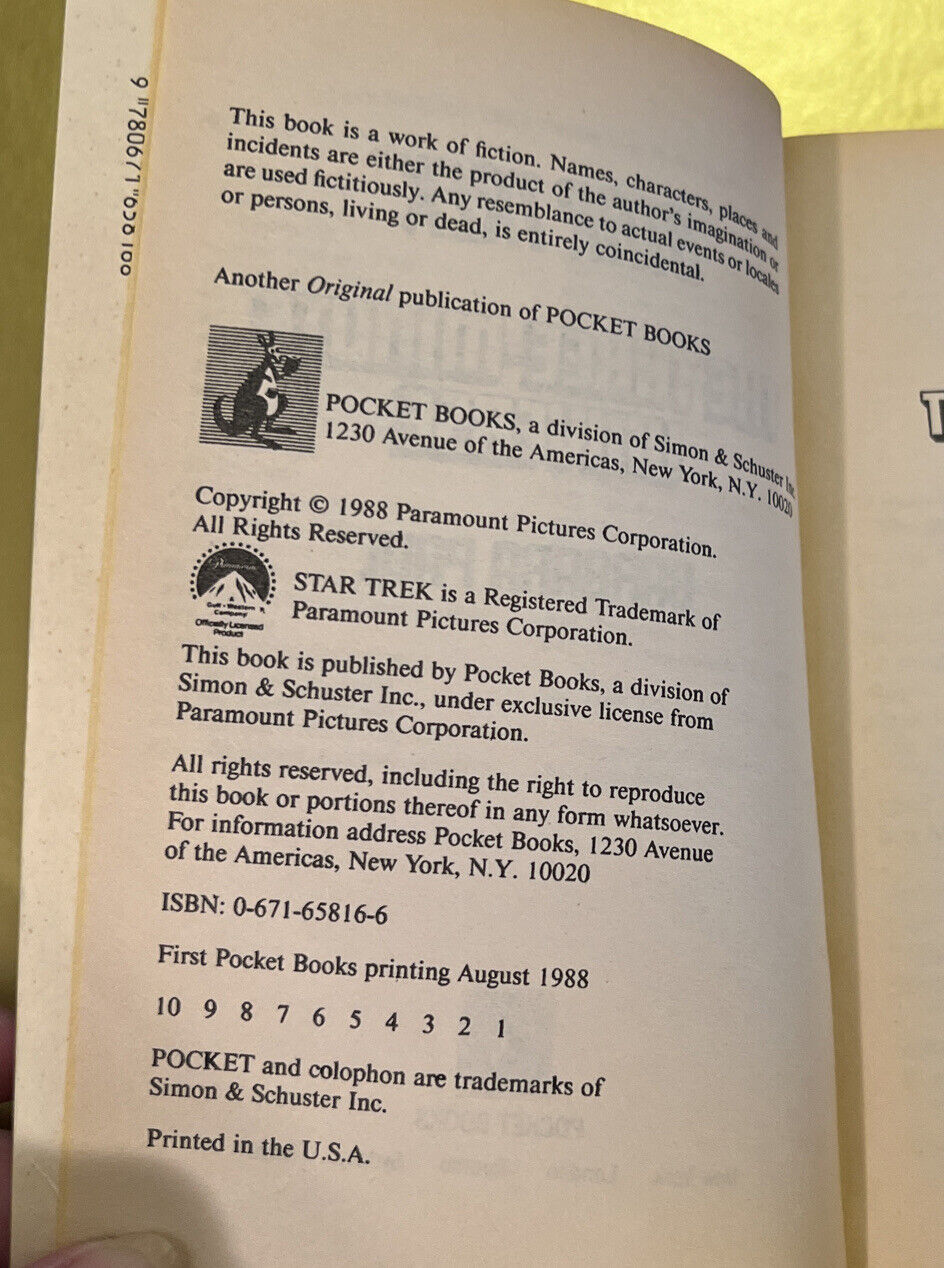 This book is a work of fiction. Names, characters, places and
incidents are either the product of the author's imagination or
are used fictitiously. Any resemblance to actual events or locales
or persons, living or dead, is entirely coincidental.
Another Original publication of POCKET BOOKS
POCKET BOOKS, a division of Simon & Schuster Inc.
1230 Avenue of the Americas, New York, N.Y. 10020
Copyright © 1988 Paramount Pictures Corporation.
All Rights Reserved.
Paramount
Gulf + Western
Company
Officially Licensed
Product
STAR TREK is a Registered Trademark of
Paramount Pictures Corporation.
This book is published by Pocket Books, a division of
Simon & Schuster Inc., under exclusive license from
Paramount Pictures Corporation.
All rights reserved, including the right to reproduce
this book or portions thereof in any form whatsoever.
For information address Pocket Books, 1230 Avenue
of the Americas, New York, N.Y. 10020
ISBN: 0-671-65816-6
First Pocket Books printing August 1988
10 9 8 7 6 5 4 3 2 1
POCKET and colophon are trademarks of
Simon & Schuster Inc.
Printed in the U.S.A.
T